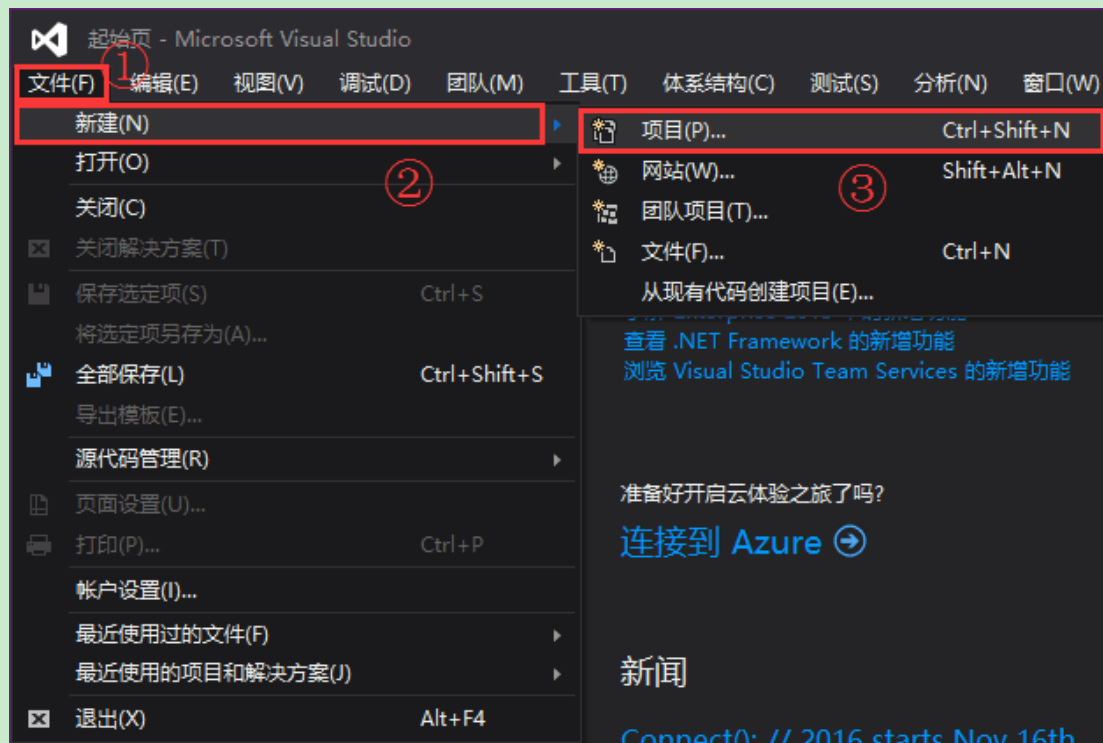 起始页 - Microsoft Visual Studio
文件(F) 编辑(E) 视图(V) 调试(D) 团队(M) 工具(T) 体系结构(C) 测试(S) 分析(N) 窗口(W)
①
新建(N)
打开(O)
②
关闭(C)
关闭解决方案(T)
保存选定项(S) Ctrl+S
将选定项另存为(A)...
全部保存(L) Ctrl+Shift+S
导出模板(E)...
源代码管理(R)
页面设置(U)...
打印(P)... Ctrl+P
帐户设置(I)...
最近使用过的文件(F)
最近使用的项目和解决方案(J)
退出(X) Alt+F4
项目(P)... Ctrl+Shift+N
网站(W)... Shift+Alt+N
③
团队项目(T)...
文件(F)... Ctrl+N
从现有代码创建项目(E)...
查看 .NET Framework 的新增功能
浏览 Visual Studio Team Services 的新增功能
准备好开启云体验之旅了吗?
连接到 Azure
新闻
Connect(); // 2016 starts Nov 16th